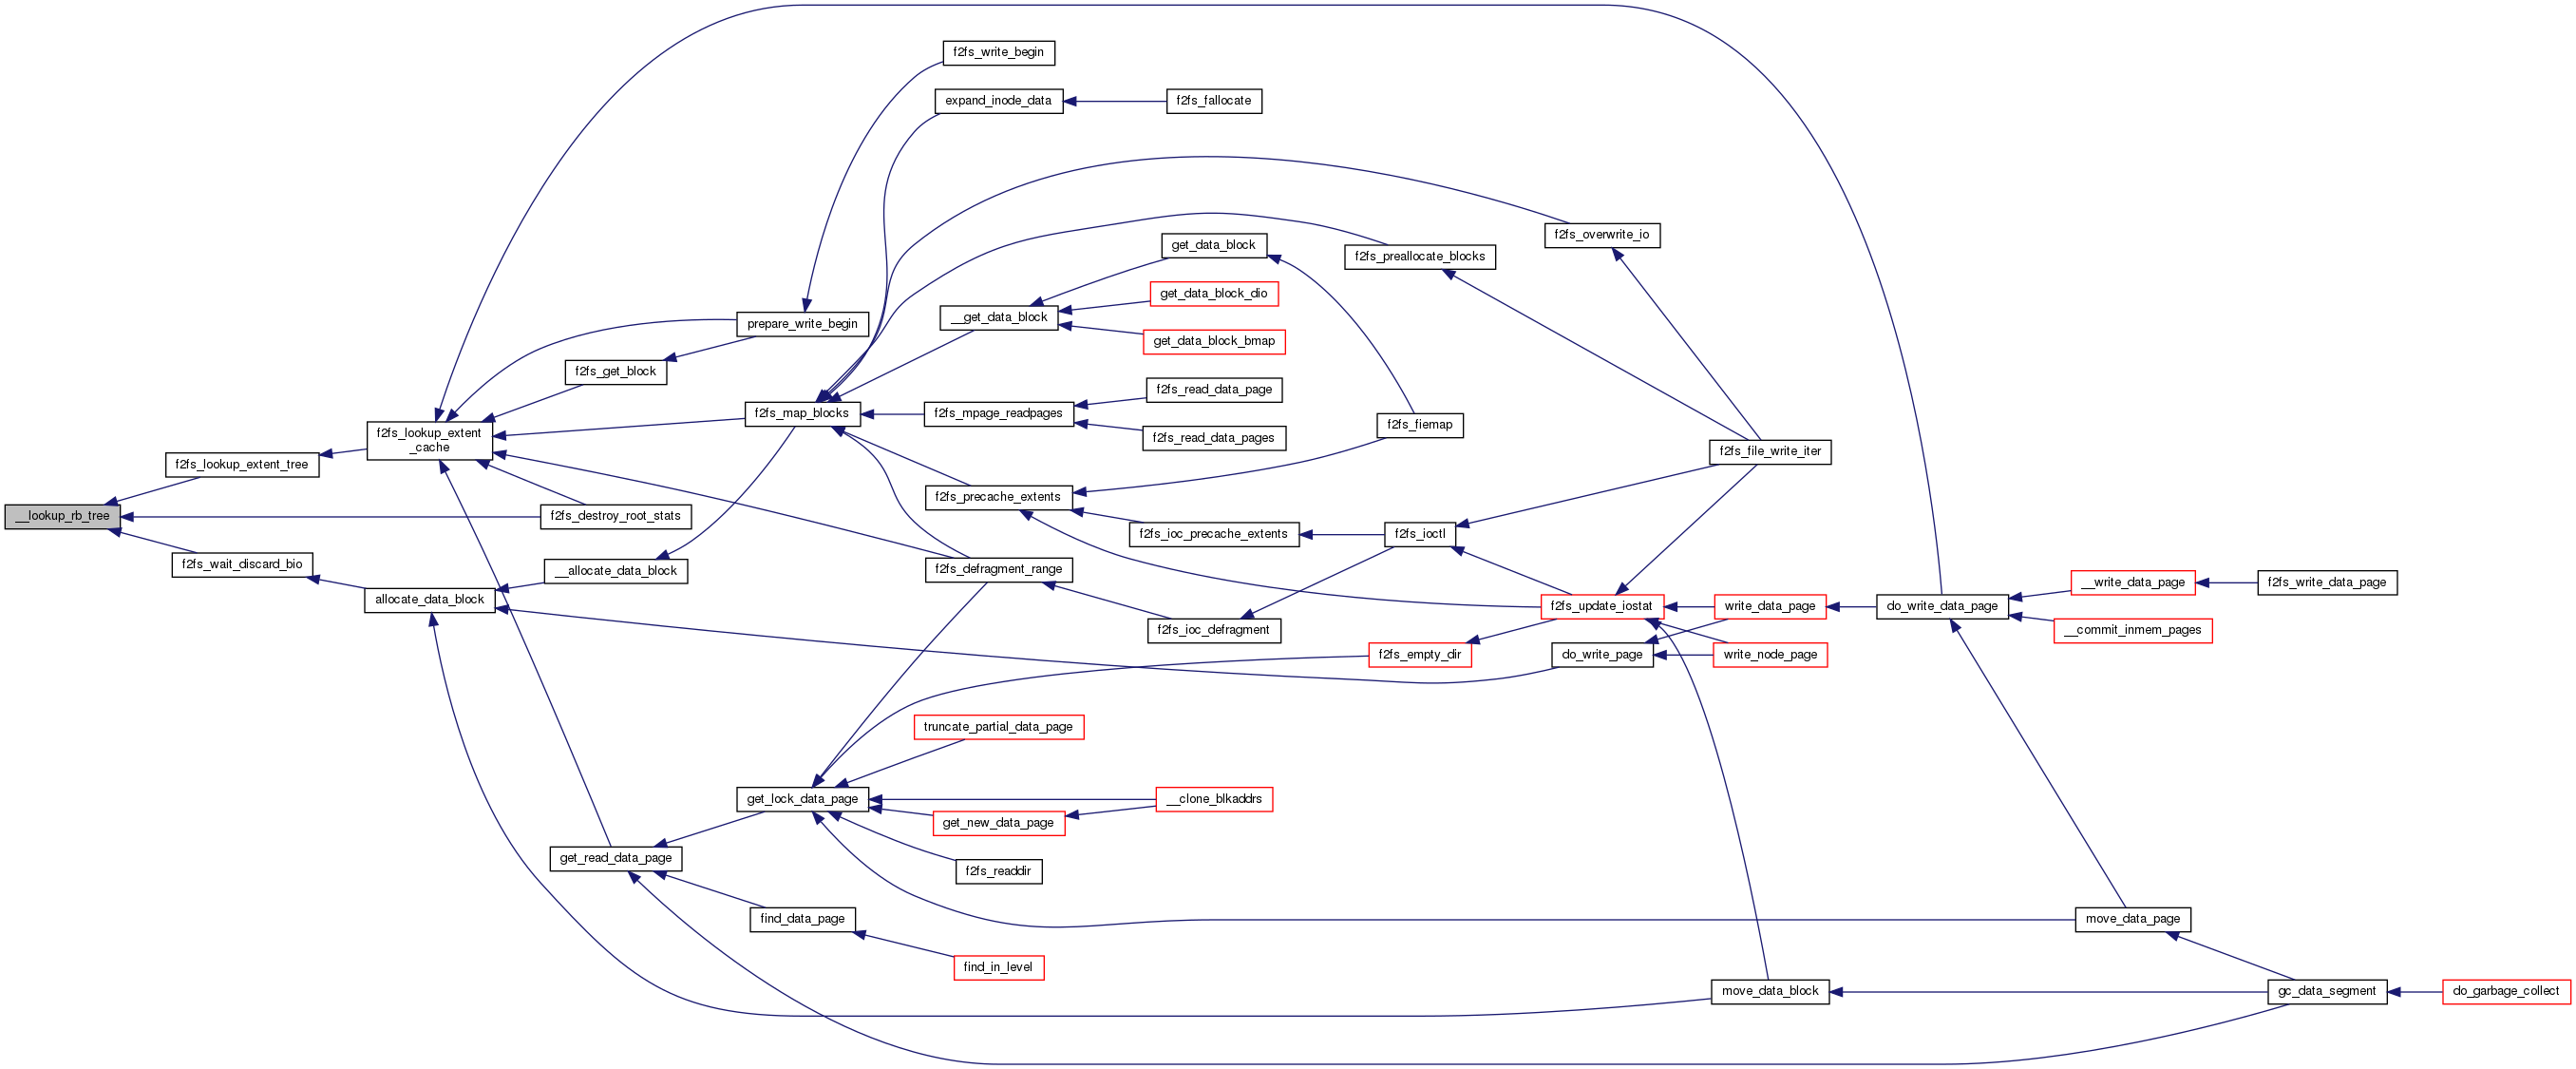 f2fs_write_begin
expand_inode_data
f2fs_fallocate
f2fs_overwrite_io
get_data_block
f2fs_preallocate_blocks
get_data_block_dio
__get_data_block
prepare_write_begin
get_data_block_bmap
f2fs_get_block
f2fs_read_data_page
f2fs_map_blocks
f2fs_mpage_readpages
f2fs_fiemap
f2fs_lookup_extent
_cache
f2fs_read_data_pages
f2fs_file_write_iter
f2fs_lookup_extent_tree
f2fs_precache_extents
__lookup_rb_tree
f2fs_destroy_root_stats
f2fs_ioc_precache_extents
f2fs_ioctl
f2fs_wait_discard_bio
__allocate_data_block
f2fs_defragment_range
__write_data_page
f2fs_write_data_page
allocate_data_block
f2fs_update_iostat
write_data_page
do_write_data_page
f2fs_ioc_defragment
__commit_inmem_pages
f2fs_empty_dir
do_write_page
write_node_page
truncate_partial_data_page
get_lock_data_page
__clone_blkaddrs
get_new_data_page
get_read_data_page
f2fs_readdir
find_data_page
move_data_page
find_in_level
move_data_block
gc_data_segment
do_garbage_collect